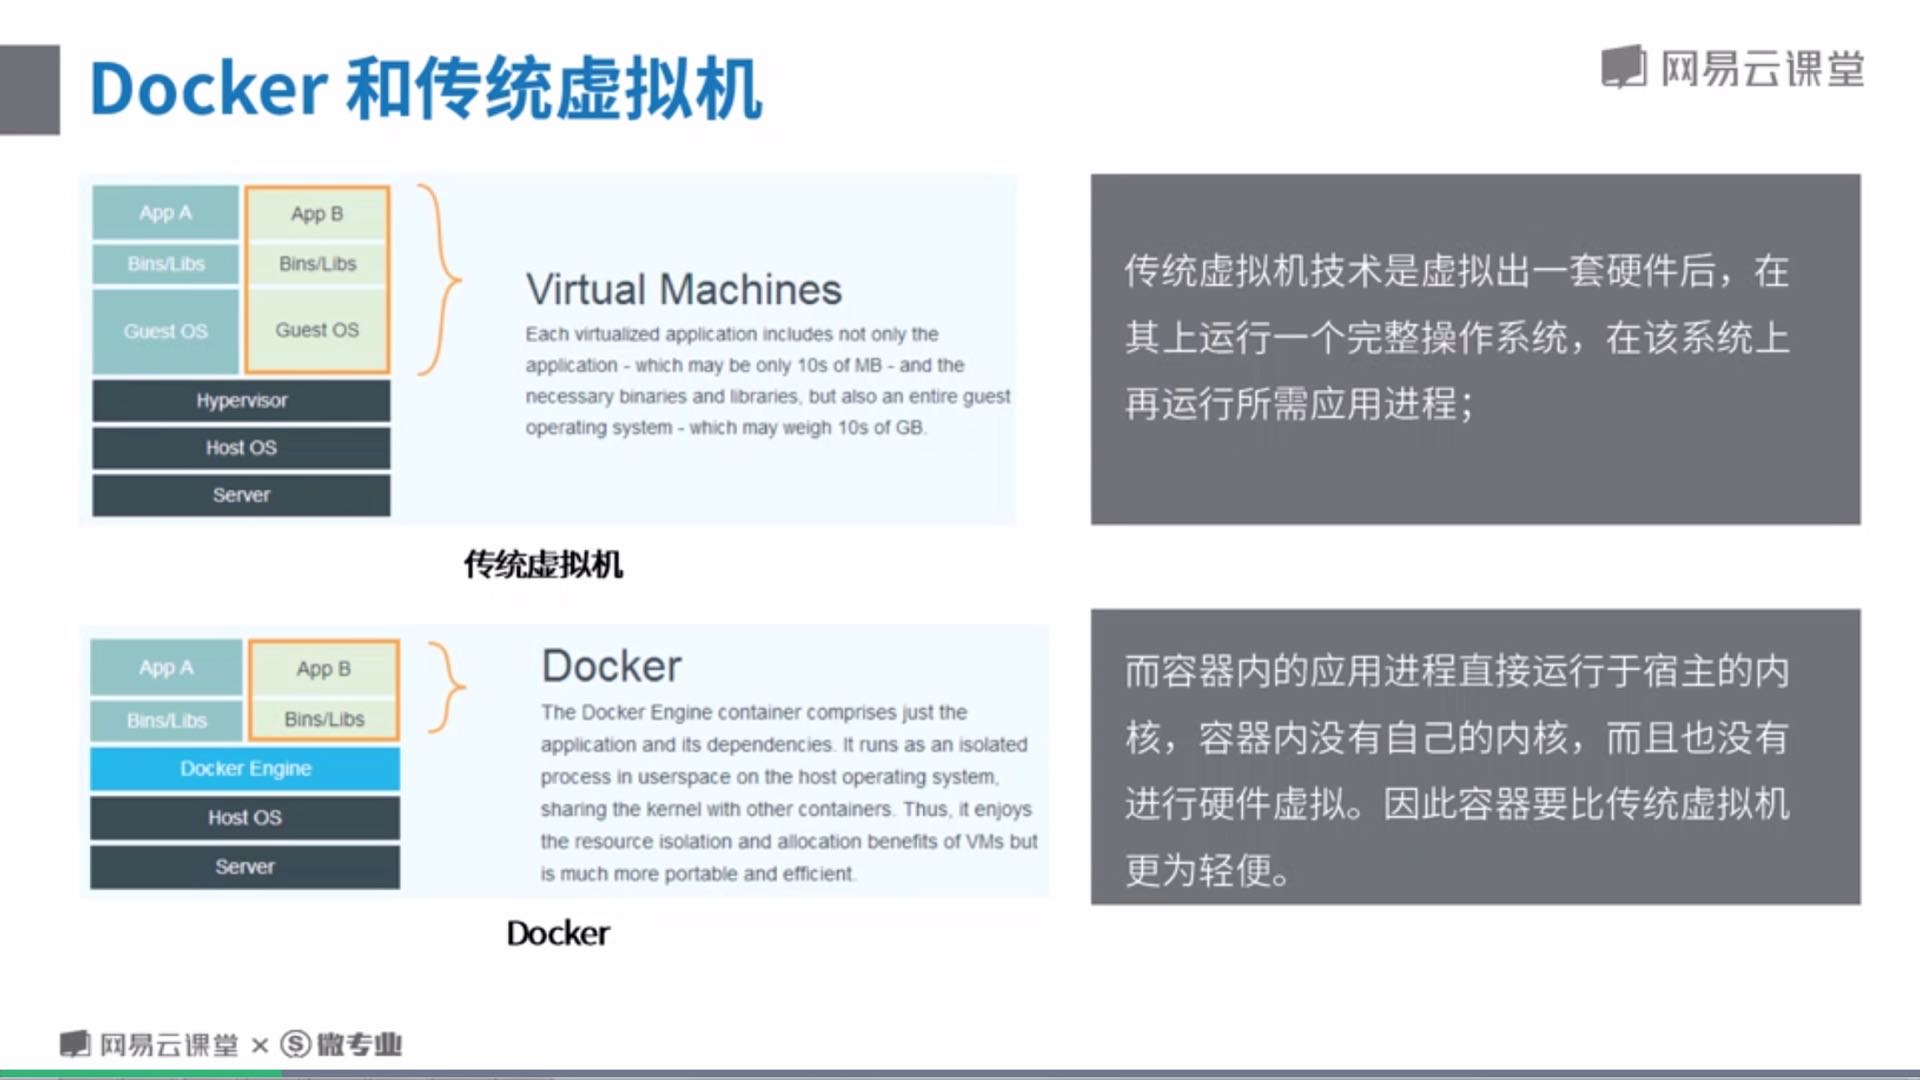 Docker 和传统虚拟机
网易云课堂
App A
App B
Bins/Libs
Bins/Libs
Guest OS
Guest OS
Hypervisor
Host OS
Server
Virtual Machines
Each virtualized application includes not only the
application - which may be only 10s of MB - and the
necessary binaries and libraries, but also an entire guest
operating system - which may weigh 10s of GB.
传统虚拟机
传统虚拟机技术是虚拟出一套硬件后，在
其上运行一个完整操作系统，在该系统上
再运行所需应用进程；
App A
App B
Bins/Libs
Bins/Libs
Docker Engine
Host OS
Server
Docker
The Docker Engine container comprises just the
application and its dependencies. It runs as an isolated
process in userspace on the host operating system,
sharing the kernel with other containers. Thus, it enjoys
the resource isolation and allocation benefits of VMs but
is much more portable and efficient.
Docker
而容器内的应用进程直接运行于宿主的内
核，容器内没有自己的内核，而且也没有
进行硬件虚拟。因此容器要比传统虚拟机
更为轻便。
网易云课堂 × 微专业